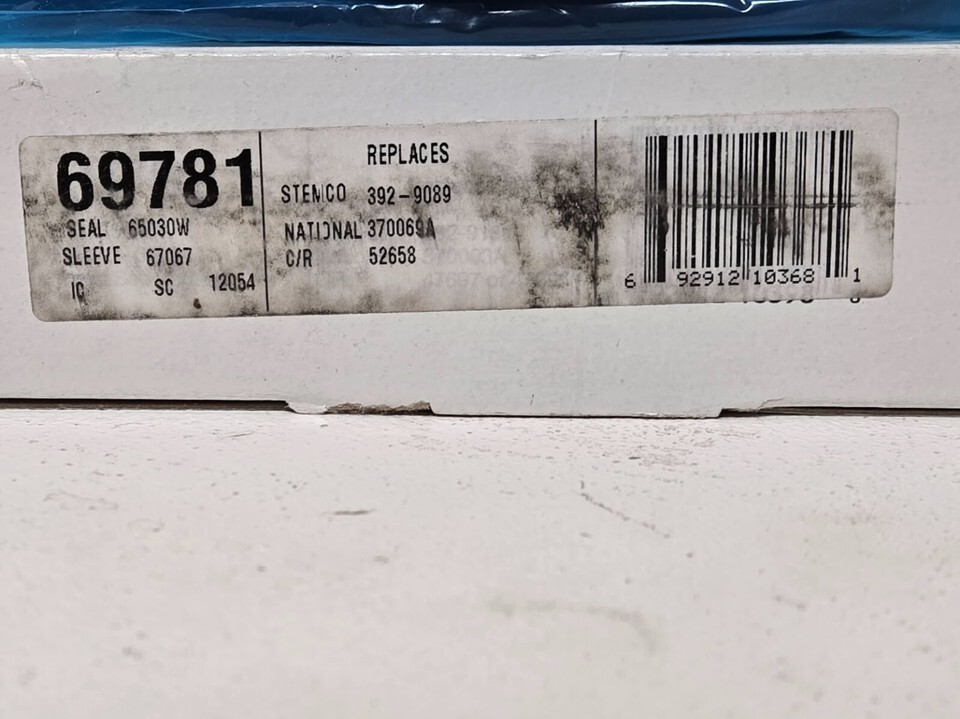 69781
SEAL 65030W
SLEEVE 67067
IC SC 12054
REPLACES
STEMCO 392-9089
NATIONAL 370069A
C/R 52658
6 92912 10368 1